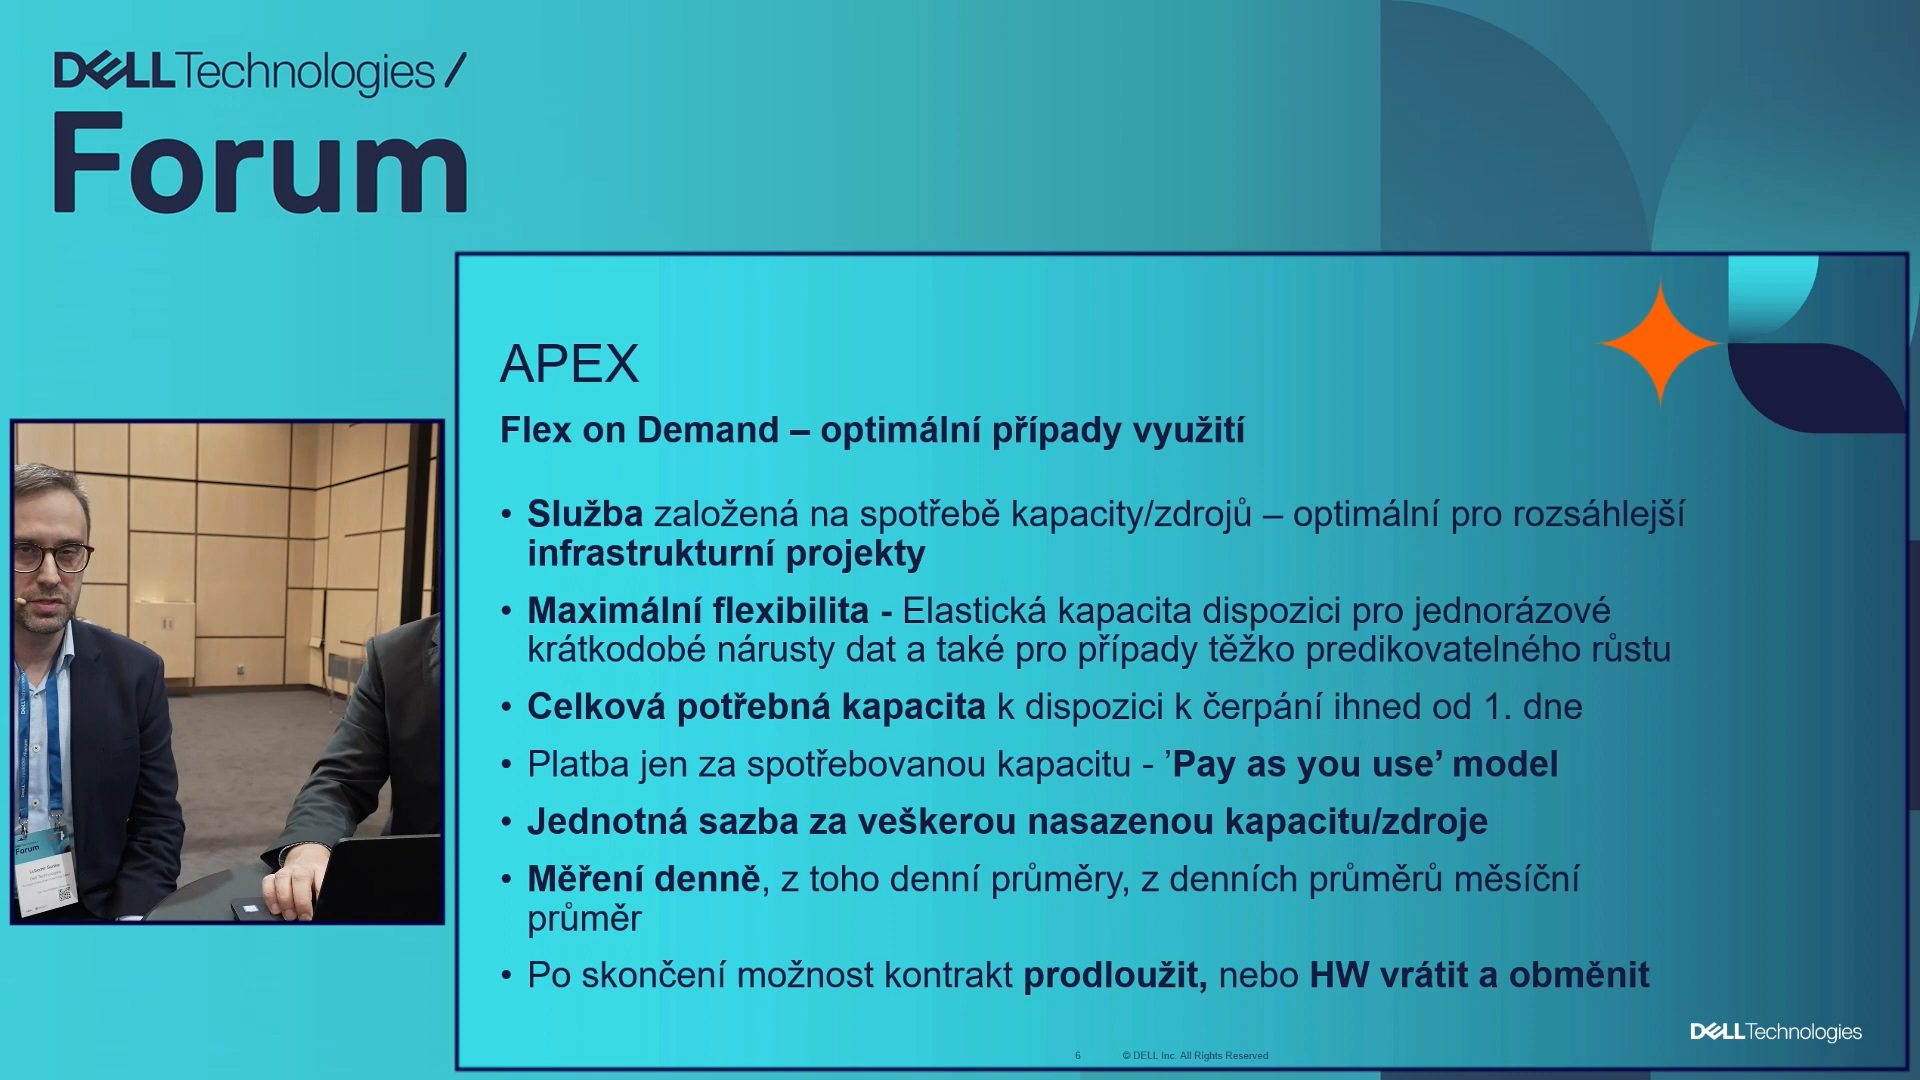 DELL Technologies /
Forum
APEX
Flex on Demand – optimální případy využití
• Služba založená na spotřebě kapacity/zdrojů – optimální pro rozsáhlejší
infrastrukturní projekty
• Maximální flexibilita - Elastická kapacita dispozici pro jednorázové
krátkodobé nárusty dat a také pro případy těžko predikovatelného růstu
• Celková potřebná kapacita k dispozici k čerpání ihned od 1. dne
• Platba jen za spotřebovanou kapacitu - ’Pay as you use’ model
• Jednotná sazba za veškerou nasazenou kapacitu/zdroje
• Měření denně, z toho denní průměry, z denních průměrů měsíční
průměr
• Po skončení možnost kontrakt prodloužit, nebo HW vrátit a obměnit
DELL Technologies
6 © DELL Inc. All Rights Reserved
Forum